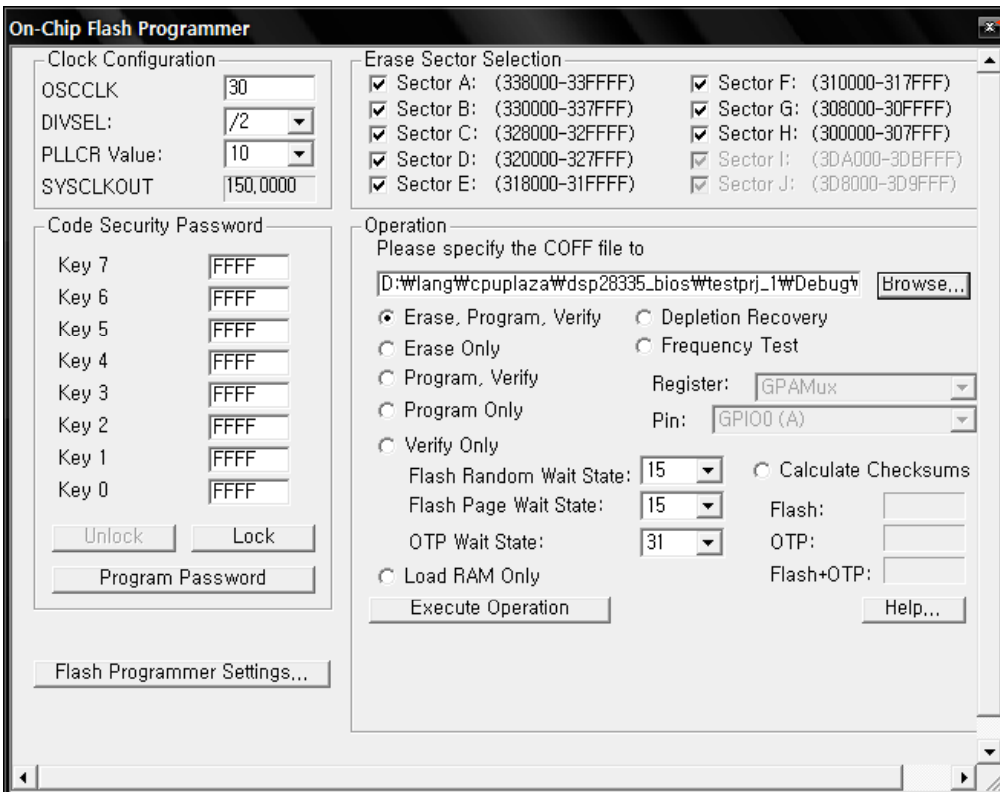 On-Chip Flash Programmer
Clock Configuration
OSCCLK 30
DIVSEL: /2
PLLCR Value: 10
SYSCLKOUT 150,0000
Erase Sector Selection
Sector A: (338000-33FFFF)
Sector B: (330000-337FFF)
Sector C: (328000-32FFFF)
Sector D: (320000-327FFF)
Sector E: (318000-31FFFF)
Sector F: (310000-317FFF)
Sector G: (308000-30FFFF)
Sector H: (300000-307FFF)
Sector I: (3DA000-3DBFFF)
Sector J: (3D8000-3D9FFF)
Code Security Password
Key 7 FFFF
Key 6 FFFF
Key 5 FFFF
Key 4 FFFF
Key 3 FFFF
Key 2 FFFF
Key 1 FFFF
Key 0 FFFF
Unlock Lock
Program Password
Flash Programmer Settings,,,
Operation
Please specify the COFF file to
D:₩lang₩cpuplaza₩dsp28335_bios₩testprj_1₩Debug₩ Browse,,,
Erase, Program, Verify
Depletion Recovery
Erase Only
Frequency Test
Program, Verify
Register: GPAMux
Program Only
Pin: GPIO0 (A)
Verify Only
Flash Random Wait State: 15
Calculate Checksums
Flash Page Wait State: 15
Flash:
OTP Wait State: 31
OTP:
Load RAM Only
Flash+OTP:
Execute Operation
Help,,,